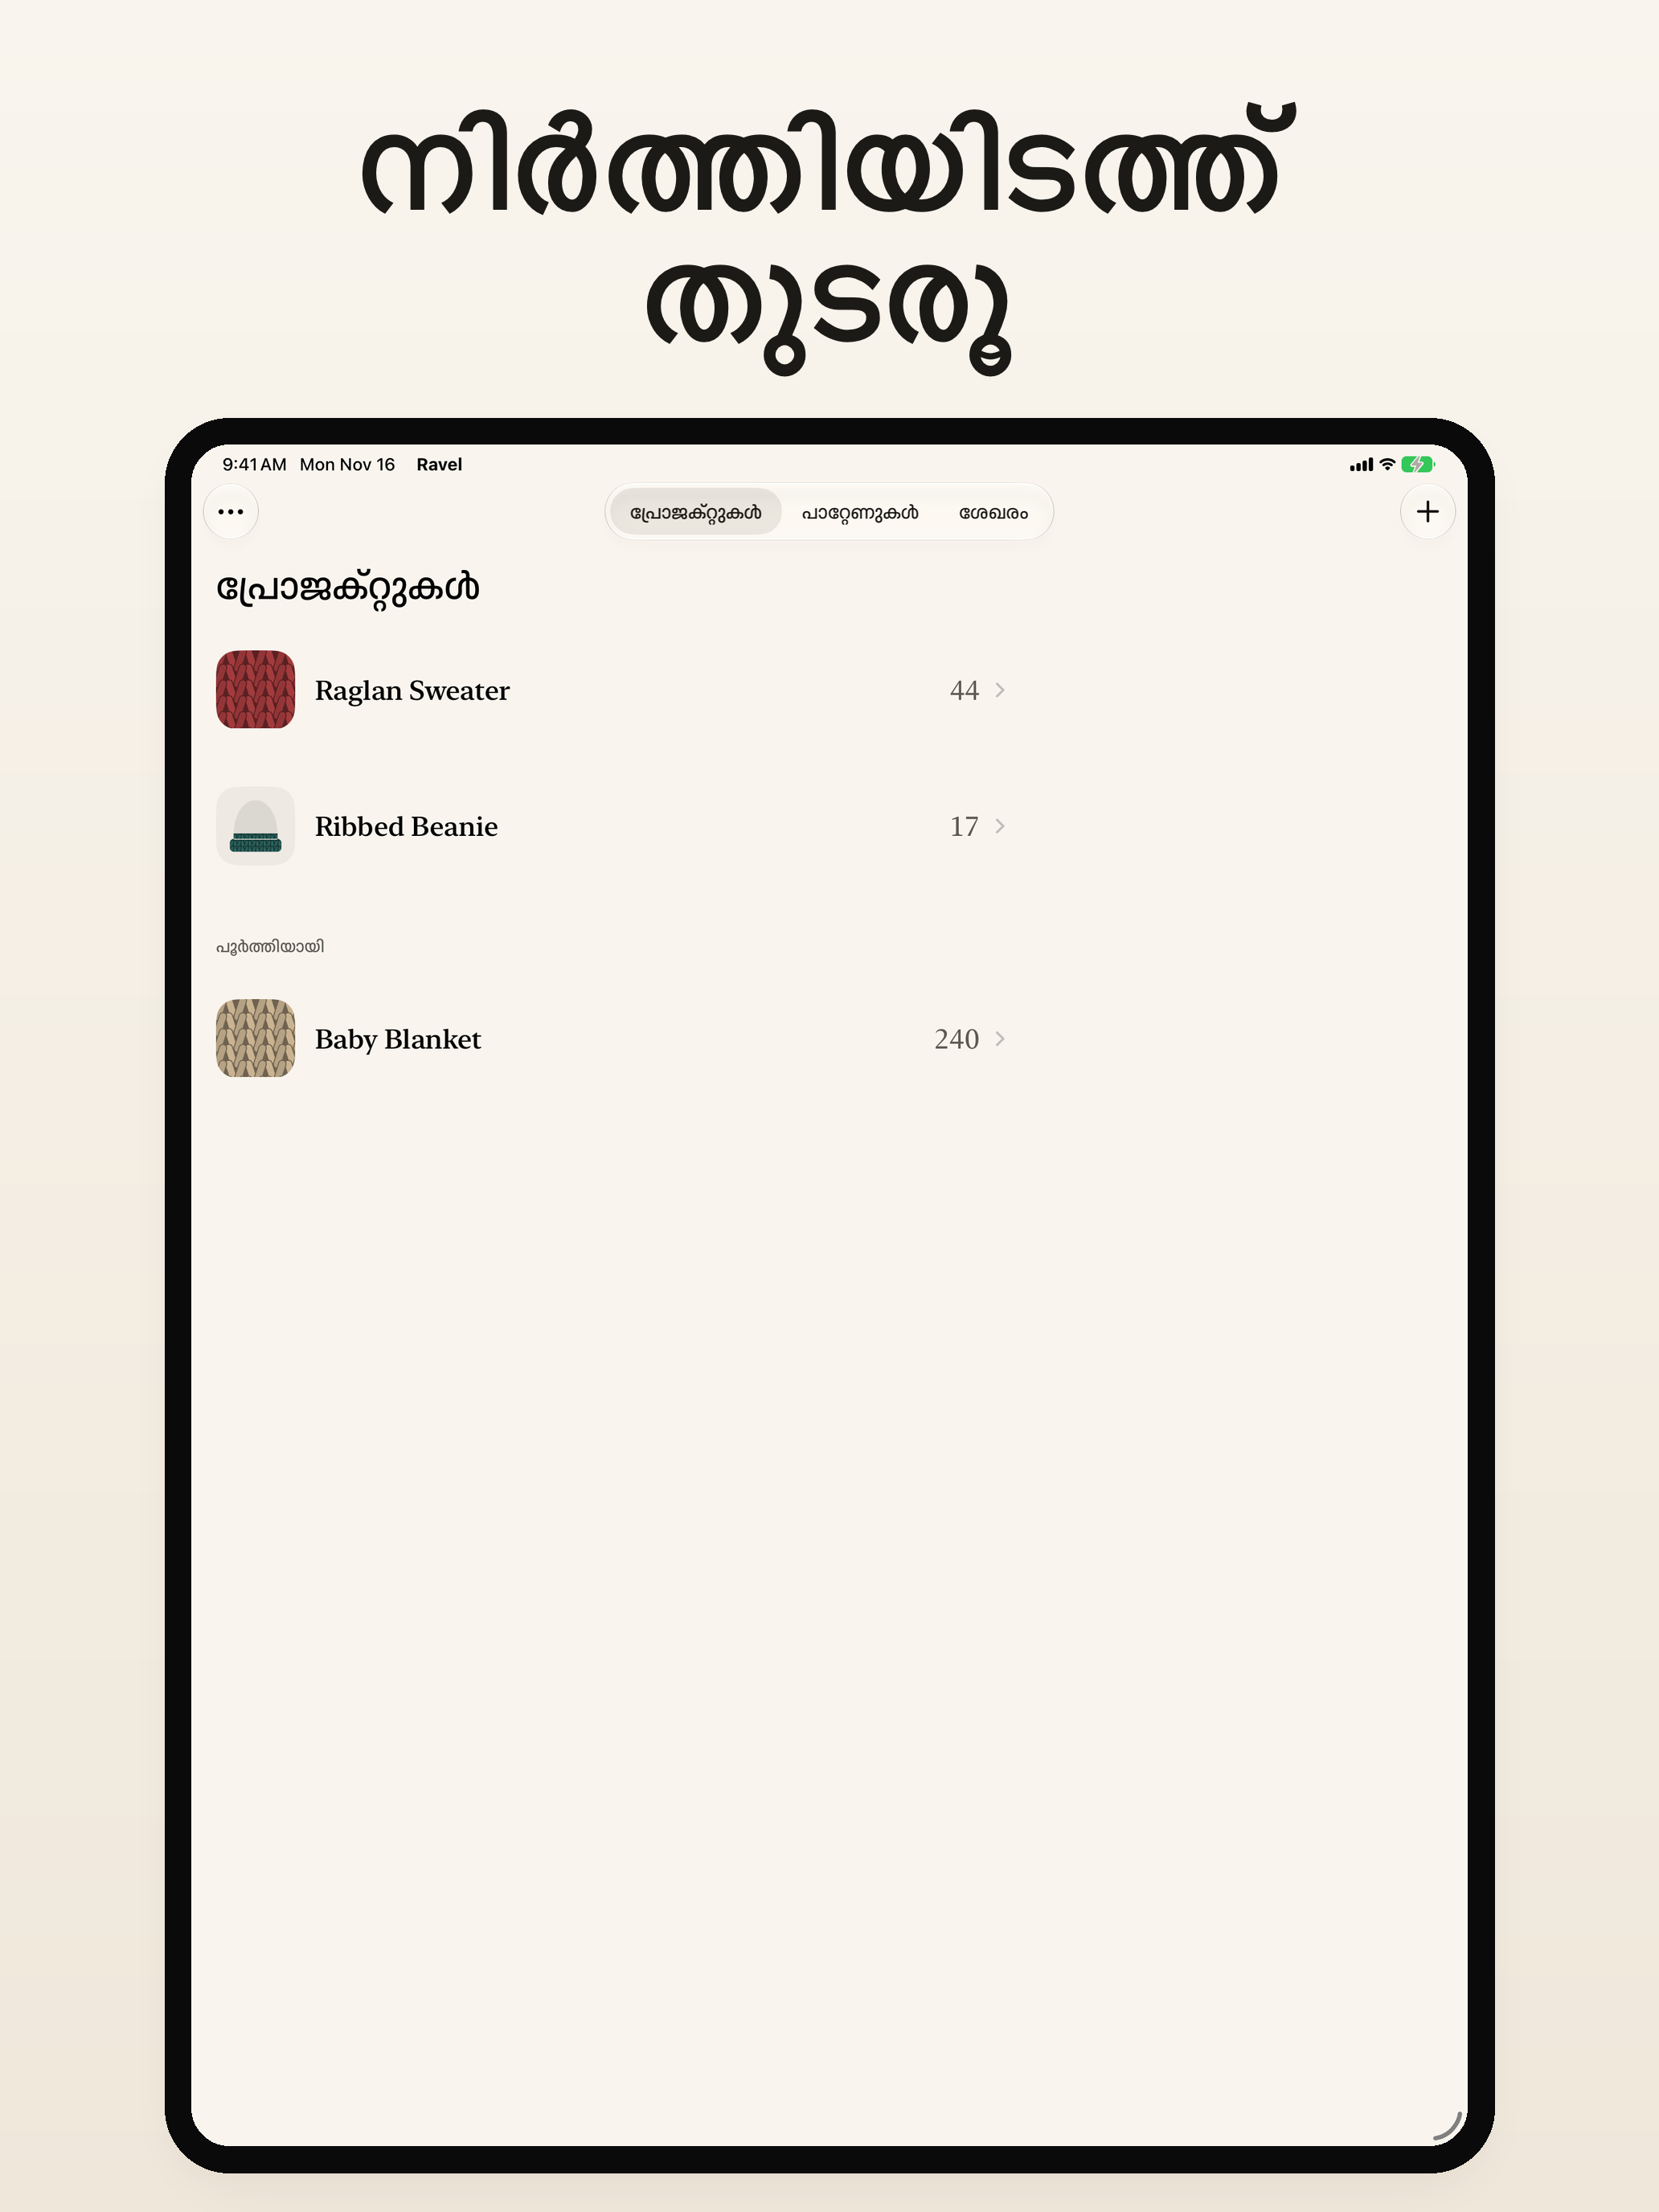 നിർത്തിയിടത്ത്
തുടരൂ
9:41 AM Mon Nov 16 Ravel
പ്രോജക്റ്റുകൾ പാറ്റേണുകൾ ശേഖരം
പ്രോജക്റ്റുകൾ
Raglan Sweater 44
Ribbed Beanie 17
പൂർത്തിയായി
Baby Blanket 240